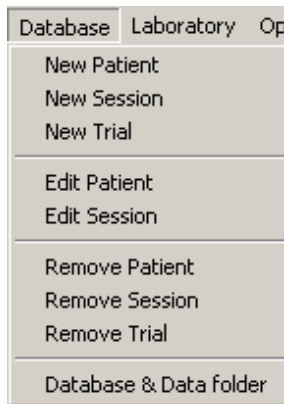 Database Laboratory Op
New Patient
New Session
New Trial
Edit Patient
Edit Session
Remove Patient
Remove Session
Remove Trial
Database & Data folder